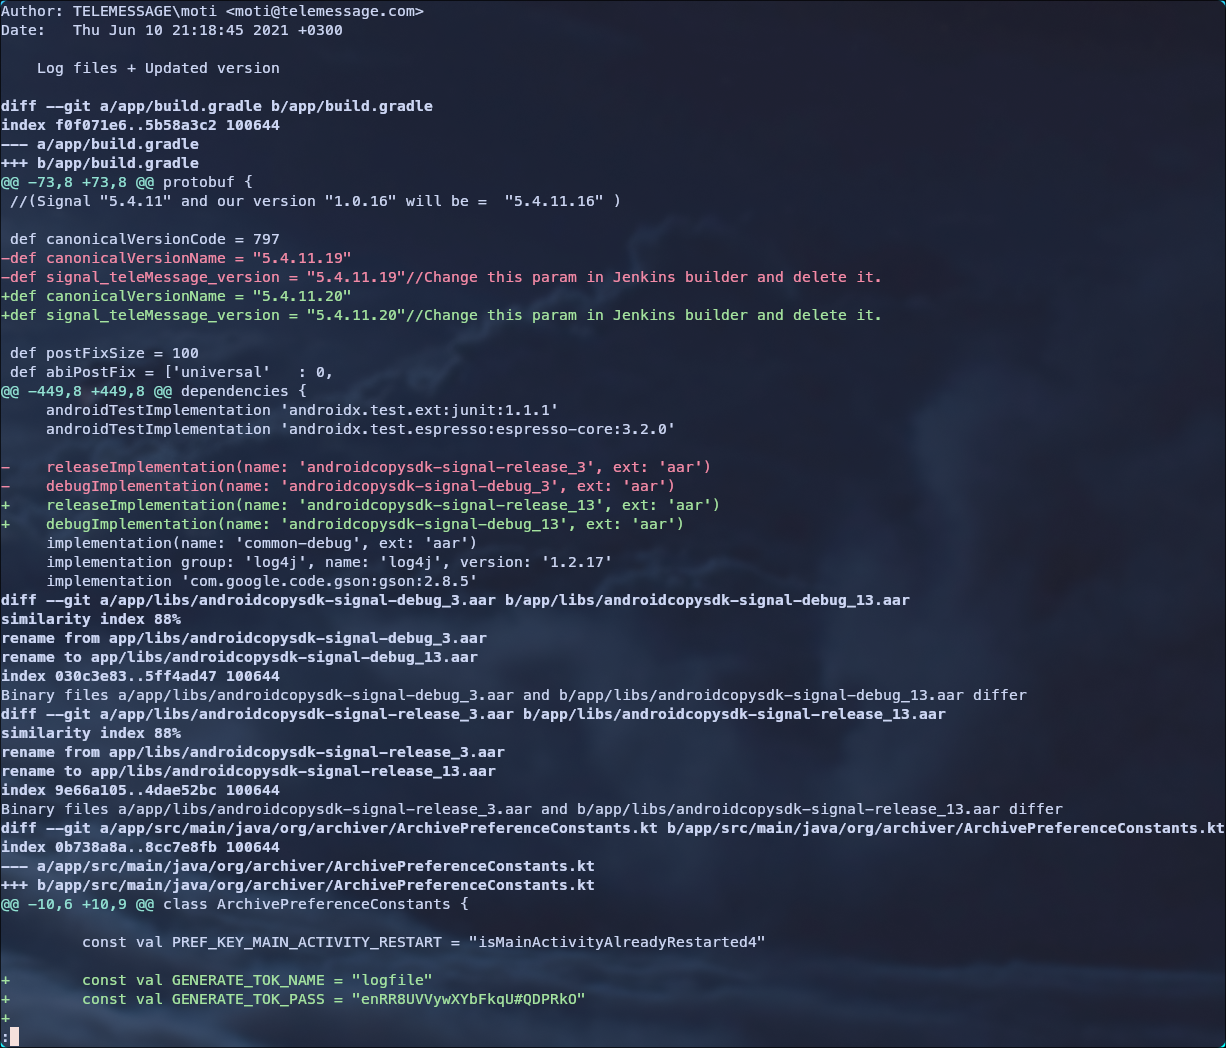 Author: TELEMESSAGE\moti <moti@telemessage.com>
Date:   Thu Jun 10 21:18:45 2021 +0300

    Log files + Updated version

diff --git a/app/build.gradle b/app/build.gradle
index f0f071e6..5b58a3c2 100644
--- a/app/build.gradle
+++ b/app/build.gradle
@@ -73,8 +73,8 @@ protobuf {
 //(Signal "5.4.11" and our version "1.0.16" will be =  "5.4.11.16" )

 def canonicalVersionCode = 797
-def canonicalVersionName = "5.4.11.19"
-def signal_teleMessage_version = "5.4.11.19"//Change this param in Jenkins builder and delete it.
+def canonicalVersionName = "5.4.11.20"
+def signal_teleMessage_version = "5.4.11.20"//Change this param in Jenkins builder and delete it.

 def postFixSize = 100
 def abiPostFix = ['universal'   : 0,
@@ -449,8 +449,8 @@ dependencies {
     androidTestImplementation 'androidx.test.ext:junit:1.1.1'
     androidTestImplementation 'androidx.test.espresso:espresso-core:3.2.0'

-    releaseImplementation(name: 'androidcopysdk-signal-release_3', ext: 'aar')
-    debugImplementation(name: 'androidcopysdk-signal-debug_3', ext: 'aar')
+    releaseImplementation(name: 'androidcopysdk-signal-release_13', ext: 'aar')
+    debugImplementation(name: 'androidcopysdk-signal-debug_13', ext: 'aar')
     implementation(name: 'common-debug', ext: 'aar')
     implementation group: 'log4j', name: 'log4j', version: '1.2.17'
     implementation 'com.google.code.gson:gson:2.8.5'
diff --git a/app/libs/androidcopysdk-signal-debug_3.aar b/app/libs/androidcopysdk-signal-debug_13.aar
similarity index 88%
rename from app/libs/androidcopysdk-signal-debug_3.aar
rename to app/libs/androidcopysdk-signal-debug_13.aar
index 030c3e83..5ff4ad47 100644
Binary files a/app/libs/androidcopysdk-signal-debug_3.aar and b/app/libs/androidcopysdk-signal-debug_13.aar differ
diff --git a/app/libs/androidcopysdk-signal-release_3.aar b/app/libs/androidcopysdk-signal-release_13.aar
similarity index 88%
rename from app/libs/androidcopysdk-signal-release_3.aar
rename to app/libs/androidcopysdk-signal-release_13.aar
index 9e66a105..4dae52bc 100644
Binary files a/app/libs/androidcopysdk-signal-release_3.aar and b/app/libs/androidcopysdk-signal-release_13.aar differ
diff --git a/app/src/main/java/org/archiver/ArchivePreferenceConstants.kt b/app/src/main/java/org/archiver/ArchivePreferenceConstants.kt
index 0b738a8a..8cc7e8fb 100644
--- a/app/src/main/java/org/archiver/ArchivePreferenceConstants.kt
+++ b/app/src/main/java/org/archiver/ArchivePreferenceConstants.kt
@@ -10,6 +10,9 @@ class ArchivePreferenceConstants {

         const val PREF_KEY_MAIN_ACTIVITY_RESTART = "isMainActivityAlreadyRestarted4"

+        const val GENERATE_TOK_NAME = "logfile"
+        const val GENERATE_TOK_PASS = "enRR8UVVywXYbFkqU#QDPRkO"
+
: